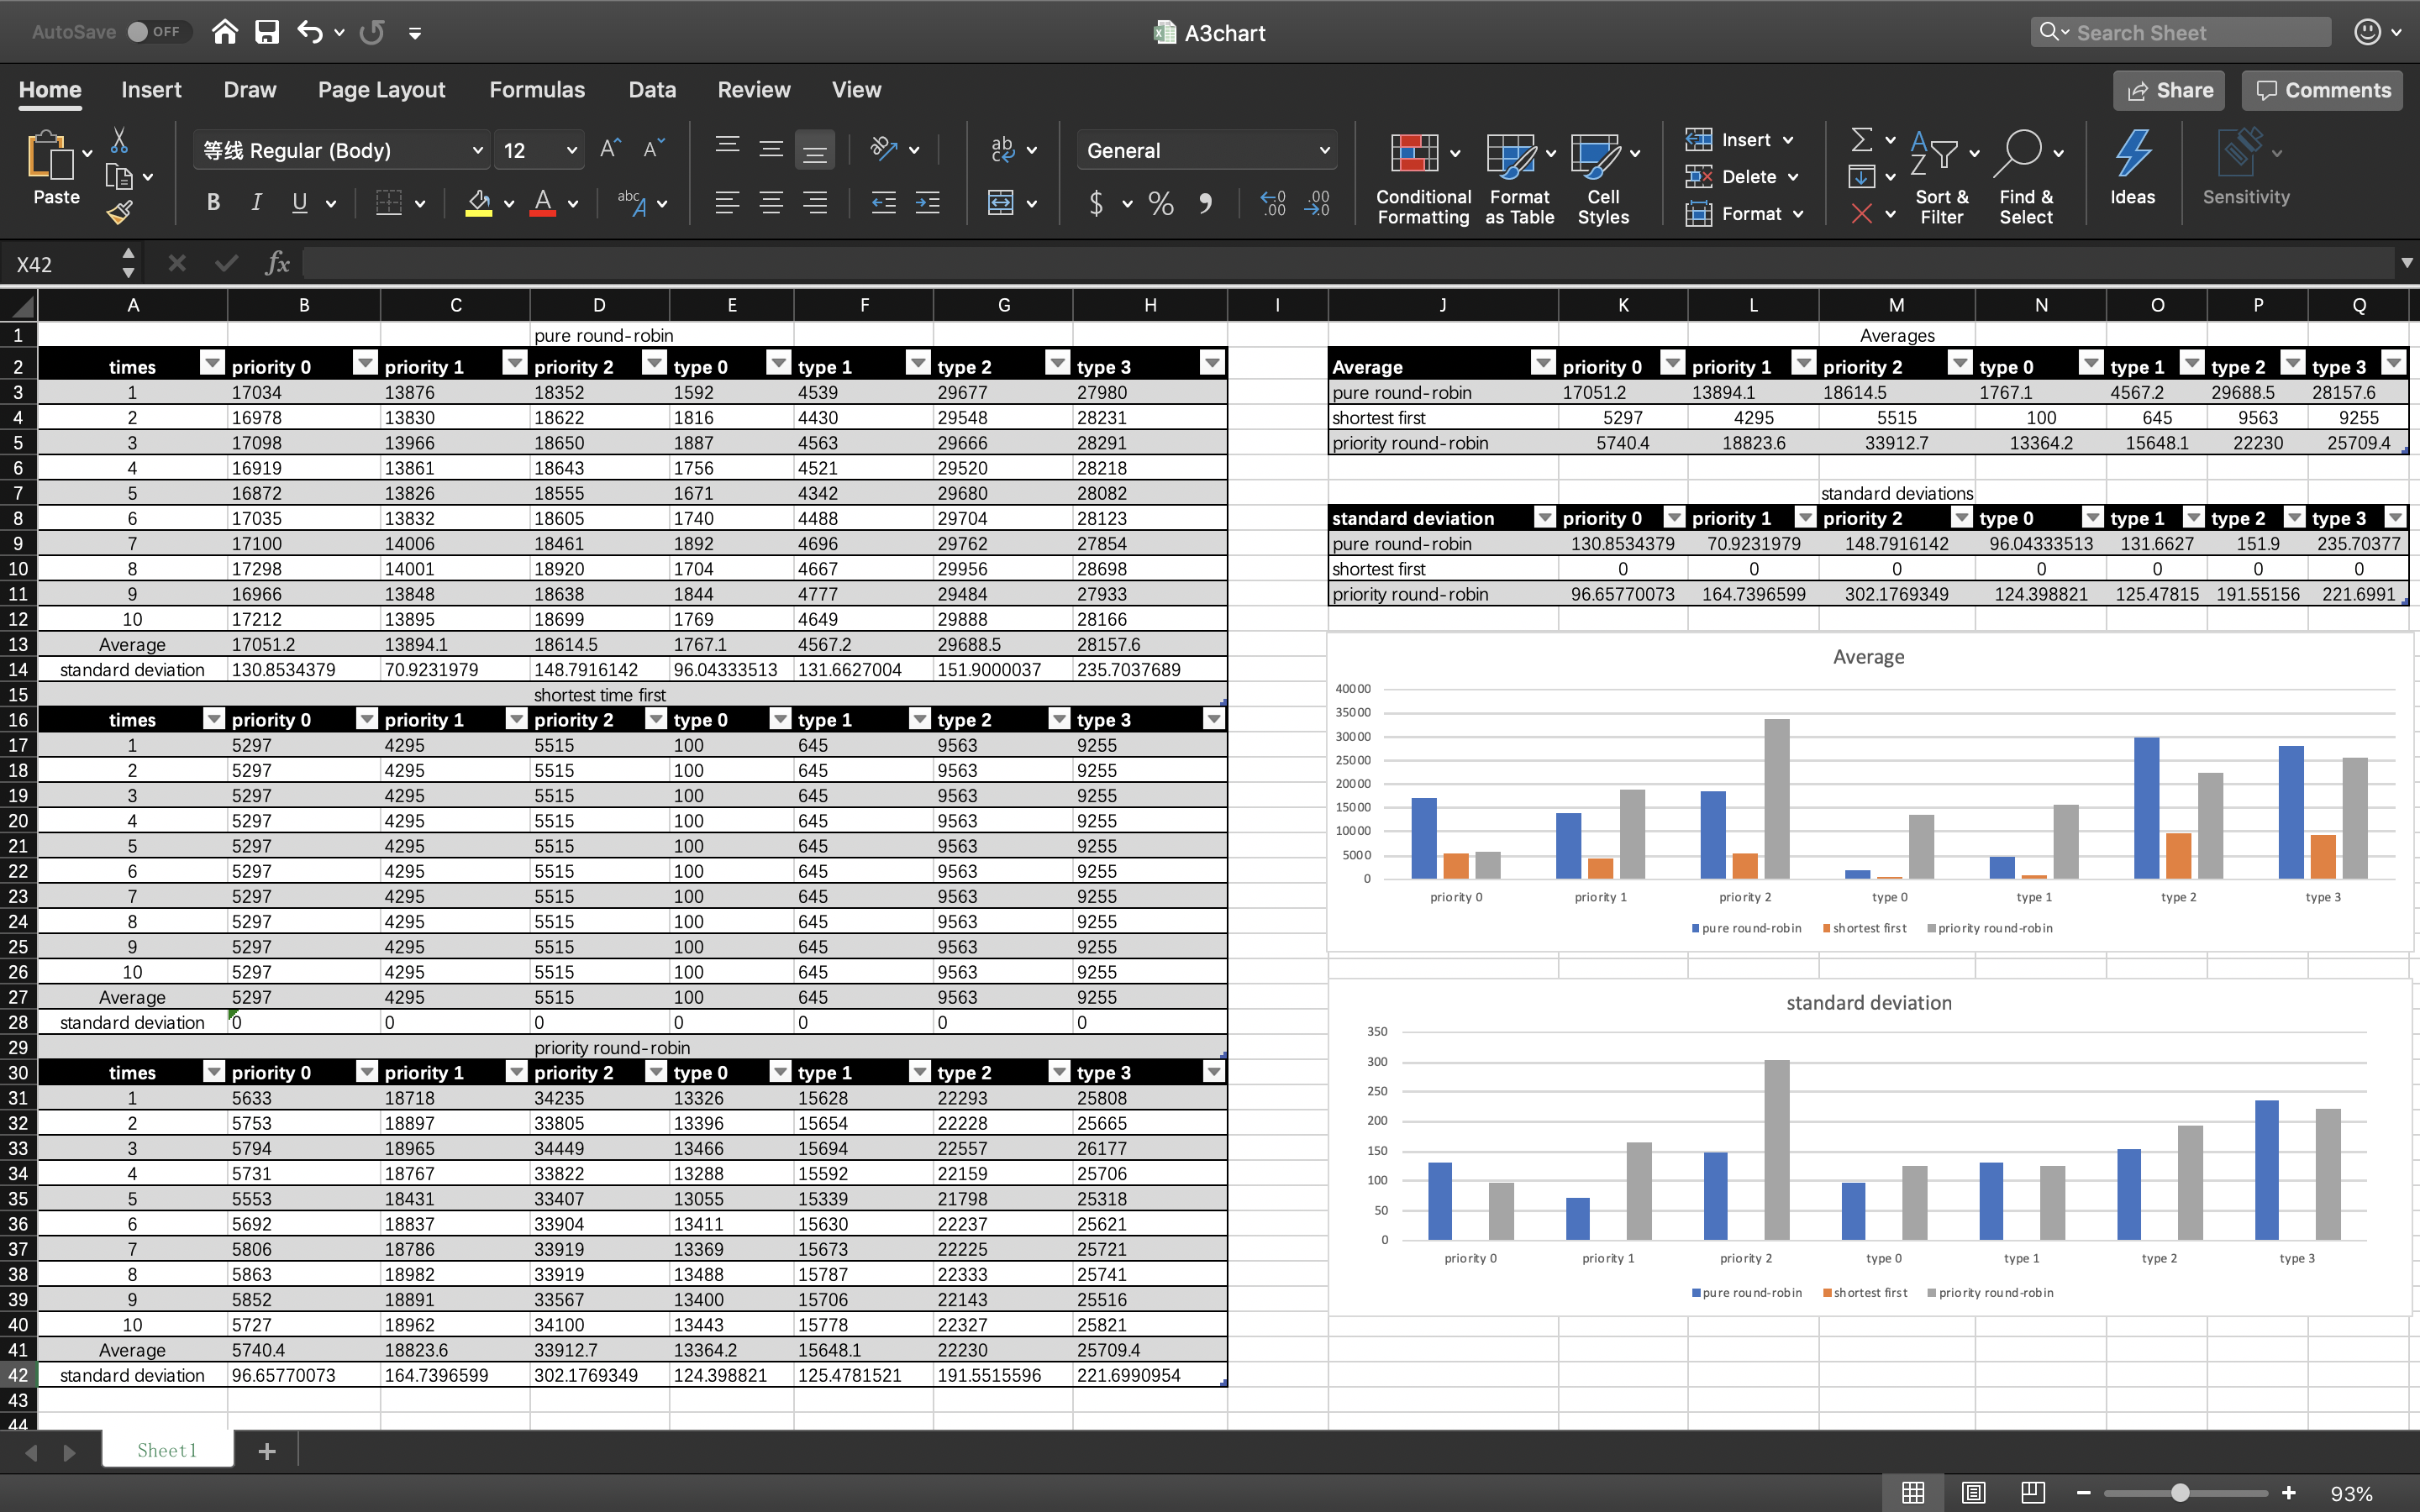 AutoSave OFF A3chart Search Sheet
Home Insert Draw Page Layout Formulas Data Review View Share Comments
Paste 等线 Regular (Body) 12 General Conditional Formatting Format as Table Cell Styles Insert Delete Format Sort & Filter Find & Select Ideas Sensitivity
X42 fx
A B C D E F G H I J K L M N O P Q
1 pure round-robin Averages
2 times priority 0 priority 1 priority 2 type 0 type 1 type 2 type 3 Average priority 0 priority 1 priority 2 type 0 type 1 type 2 type 3
3 1 17034 13876 18352 1592 4539 29677 27980 pure round-robin 17051.2 13894.1 18614.5 1767.1 4567.2 29688.5 28157.6
4 2 16978 13830 18622 1816 4430 29548 28231 shortest first 5297 4295 5515 100 645 9563 9255
5 3 17098 13966 18650 1887 4563 29666 28291 priority round-robin 5740.4 18823.6 33912.7 13364.2 15648.1 22230 25709.4
6 4 16919 13861 18643 1756 4521 29520 28218
7 5 16872 13826 18555 1671 4342 29680 28082 standard deviations
8 6 17035 13832 18605 1740 4488 29704 28123 standard deviation priority 0 priority 1 priority 2 type 0 type 1 type 2 type 3
9 7 17100 14006 18461 1892 4696 29762 27854 pure round-robin 130.8534379 70.9231979 148.7916142 96.04333513 131.6627 151.9 235.70377
10 8 17298 14001 18920 1704 4667 29956 28698 shortest first 0 0 0 0 0 0 0
11 9 16966 13848 18638 1844 4777 29484 27933 priority round-robin 96.65770073 164.7396599 302.1769349 124.398821 125.47815 191.55156 221.6991
12 10 17212 13895 18699 1769 4649 29888 28166
13 Average 17051.2 13894.1 18614.5 1767.1 4567.2 29688.5 28157.6
14 standard deviation 130.8534379 70.9231979 148.7916142 96.04333513 131.6627004 151.9000037 235.7037689
15 shortest time first
16 times priority 0 priority 1 priority 2 type 0 type 1 type 2 type 3
17 1 5297 4295 5515 100 645 9563 9255
18 2 5297 4295 5515 100 645 9563 9255
19 3 5297 4295 5515 100 645 9563 9255
20 4 5297 4295 5515 100 645 9563 9255
21 5 5297 4295 5515 100 645 9563 9255
22 6 5297 4295 5515 100 645 9563 9255
23 7 5297 4295 5515 100 645 9563 9255
24 8 5297 4295 5515 100 645 9563 9255
25 9 5297 4295 5515 100 645 9563 9255
26 10 5297 4295 5515 100 645 9563 9255
27 Average 5297 4295 5515 100 645 9563 9255
28 standard deviation 0 0 0 0 0 0 0
29 priority round-robin
30 times priority 0 priority 1 priority 2 type 0 type 1 type 2 type 3
31 1 5633 18718 34235 13326 15628 22293 25808
32 2 5753 18897 33805 13396 15654 22228 25665
33 3 5794 18965 34449 13466 15694 22557 26177
34 4 5731 18767 33822 13288 15592 22159 25706
35 5 5553 18431 33407 13055 15339 21798 25318
36 6 5692 18837 33904 13411 15630 22237 25621
37 7 5806 18786 33919 13369 15673 22225 25721
38 8 5863 18982 33919 13488 15787 22333 25741
39 9 5852 18891 33567 13400 15706 22143 25516
40 10 5727 18962 34100 13443 15778 22327 25821
41 Average 5740.4 18823.6 33912.7 13364.2 15648.1 22230 25709.4
42 standard deviation 96.65770073 164.7396599 302.1769349 124.398821 125.4781521 191.5515596 221.6990954
43
44
Average
40000
35000
30000
25000
20000
15000
10000
5000
0
priority 0 priority 1 priority 2 type 0 type 1 type 2 type 3
pure round-robin shortest first priority round-robin
standard deviation
350
300
250
200
150
100
50
0
priority 0 priority 1 priority 2 type 0 type 1 type 2 type 3
pure round-robin shortest first priority round-robin
Sheet1
93%